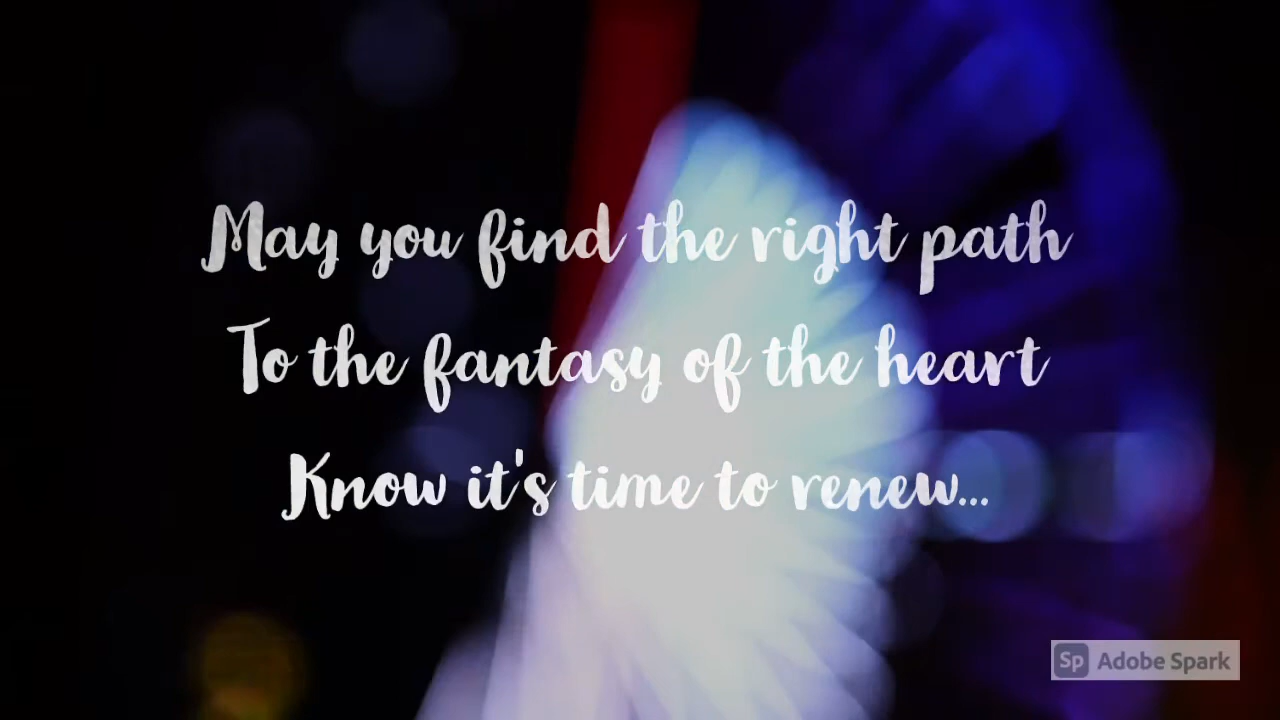 May you find the right path
To the fantasy of the heart
Know it's time to renew...
Sp Adobe Spark